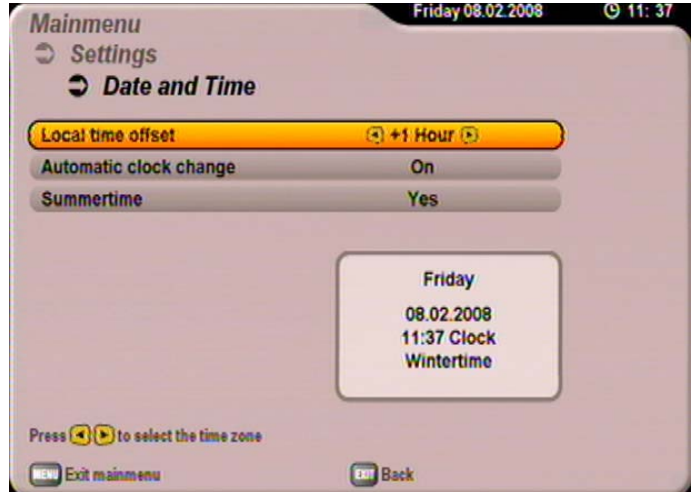 Friday 08.02.2008 11: 37
Mainmenu
Settings
Date and Time
Local time offset +1 Hour
Automatic clock change On
Summertime Yes
Friday
08.02.2008
11:37 Clock
Wintertime
Press to select the time zone
MENU Exit mainmenu EXIT Back